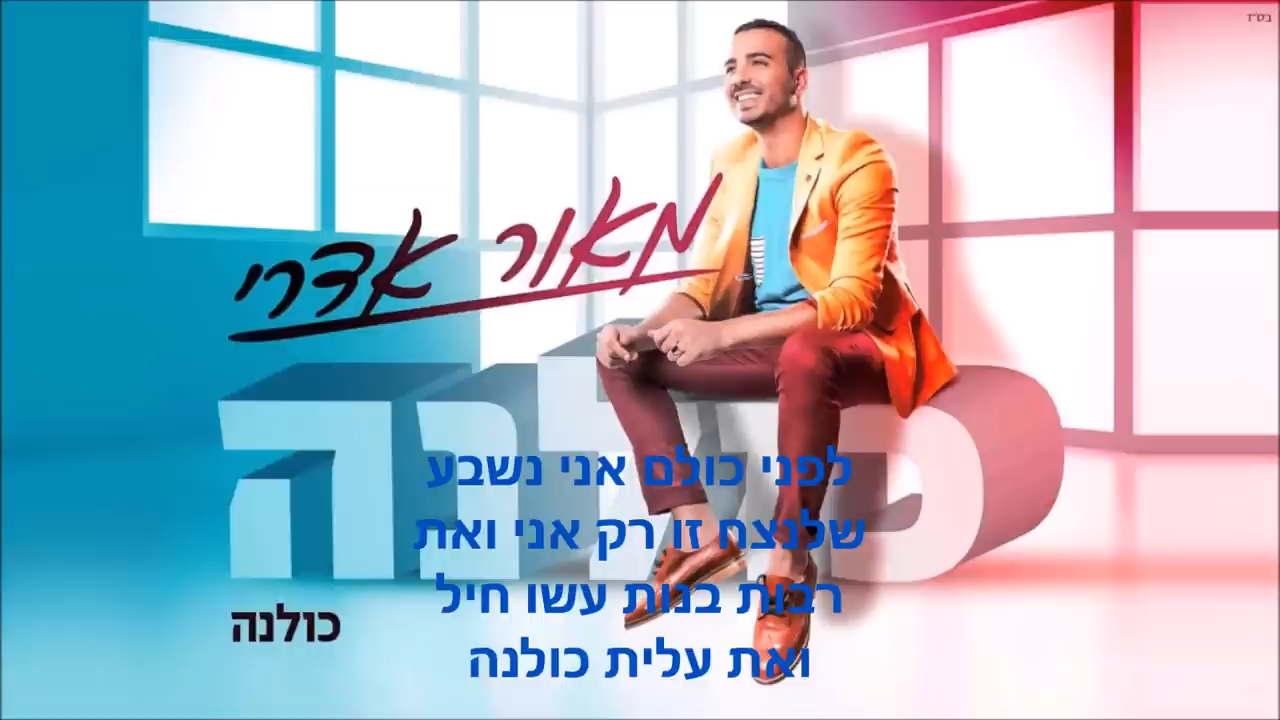 בס"ד
מאור אדרי
כולנה
לפני כולם אני נשבע
שלנצח זו רק אני ואת
רבות בנות עשו חיל
ואת עלית כולנה
כולנה